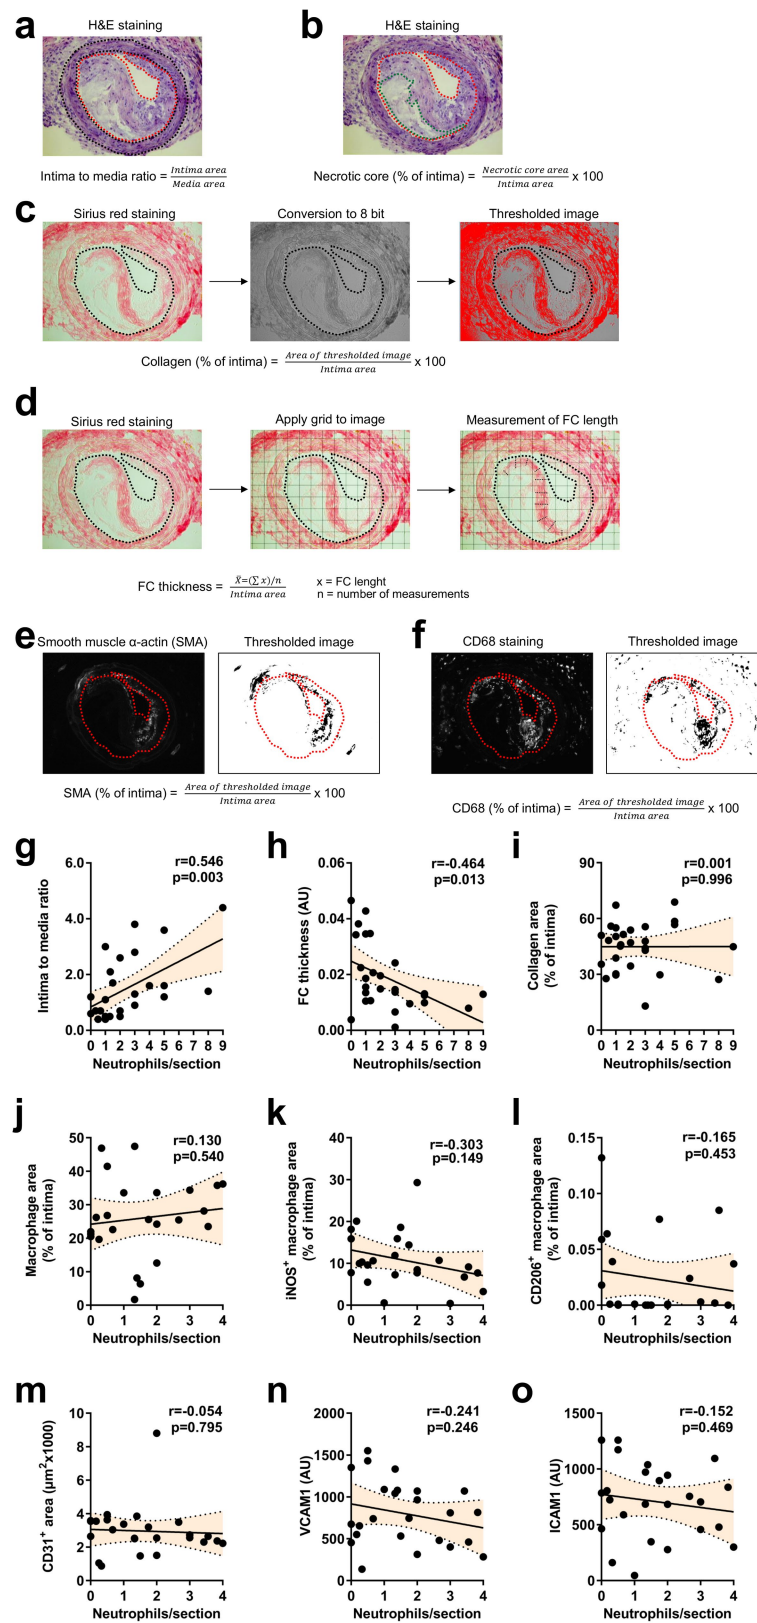 a
H&E staining
Intima to media ratio = Intima area / Media area
b
H&E staining
Necrotic core (% of intima) = Necrotic core area / Intima area x 100
c
Sirius red staining
Conversion to 8 bit
Thresholded image
Collagen (% of intima) = Area of thresholded image / Intima area x 100
d
Sirius red staining
Apply grid to image
Measurement of FC length
FC thickness = X̄=(∑ x)/n / Intima area
x = FC lenght
n = number of measurements
e
Smooth muscle α-actin (SMA)
Thresholded image
SMA (% of intima) = Area of thresholded image / Intima area x 100
f
CD68 staining
Thresholded image
CD68 (% of intima) = Area of thresholded image / Intima area x 100
g
r=0.546
p=0.003
Intima to media ratio
6.0
4.0
2.0
0.0
0 1 2 3 4 5 6 7 8 9
Neutrophils/section
h
r=-0.464
p=0.013
FC thickness (AU)
0.06
0.04
0.02
0.00
0 1 2 3 4 5 6 7 8 9
Neutrophils/section
i
r=0.001
p=0.996
Collagen area
(% of intima)
90
60
30
0
0 1 2 3 4 5 6 7 8 9
Neutrophils/section
j
r=0.130
p=0.540
Macrophage area
(% of intima)
50
40
30
20
10
0
0 1 2 3 4
Neutrophils/section
k
r=-0.303
p=0.149
iNOS⁺ macrophage area
(% of intima)
40
30
20
10
0
0 1 2 3 4
Neutrophils/section
l
r=-0.165
p=0.453
CD206⁺ macrophage area
(% of intima)
0.15
0.10
0.05
0.00
0 1 2 3 4
Neutrophils/section
m
r=-0.054
p=0.795
CD31⁺ area (µm²x1000)
10
8
6
4
2
0
0 1 2 3 4
Neutrophils/section
n
r=-0.241
p=0.246
VCAM1 (AU)
2000
1500
1000
500
0
0 1 2 3 4
Neutrophils/section
o
r=-0.152
p=0.469
ICAM1 (AU)
1500
1000
500
0
0 1 2 3 4
Neutrophils/section